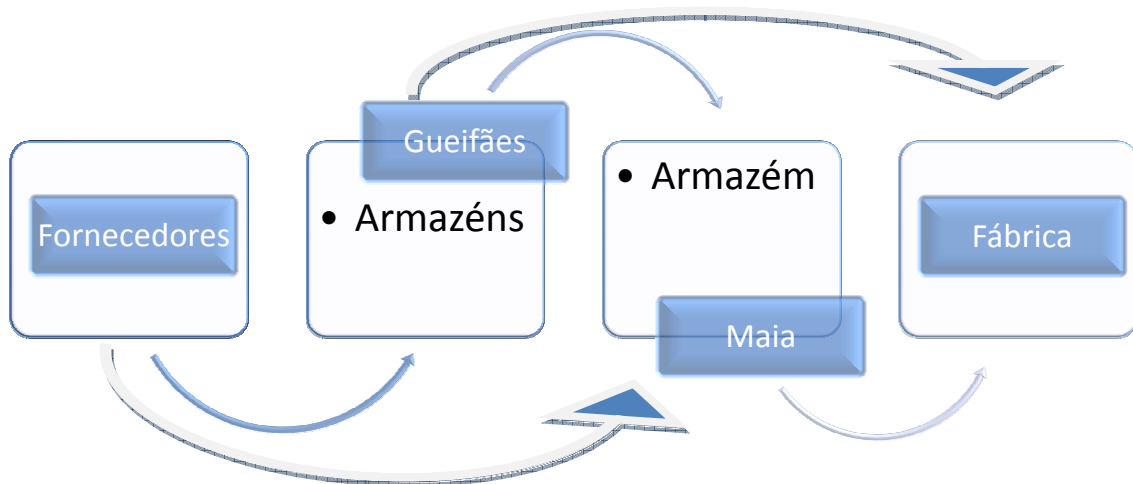 Fornecedores
Gueifães
• Armazéns
• Armazém
Maia
Fábrica